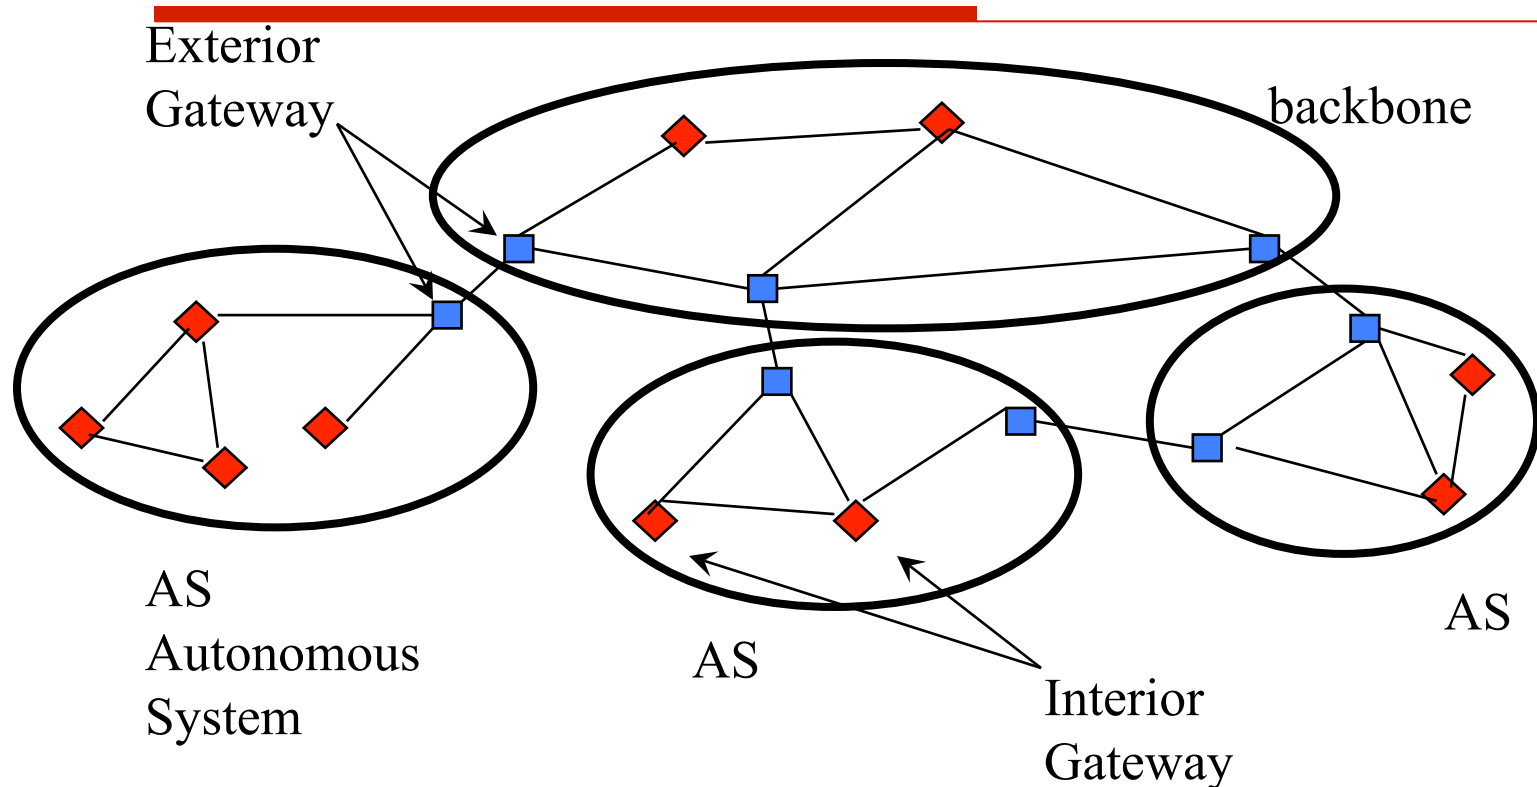 Exterior
Gateway
backbone
AS
Autonomous
System
AS
Interior
Gateway
AS